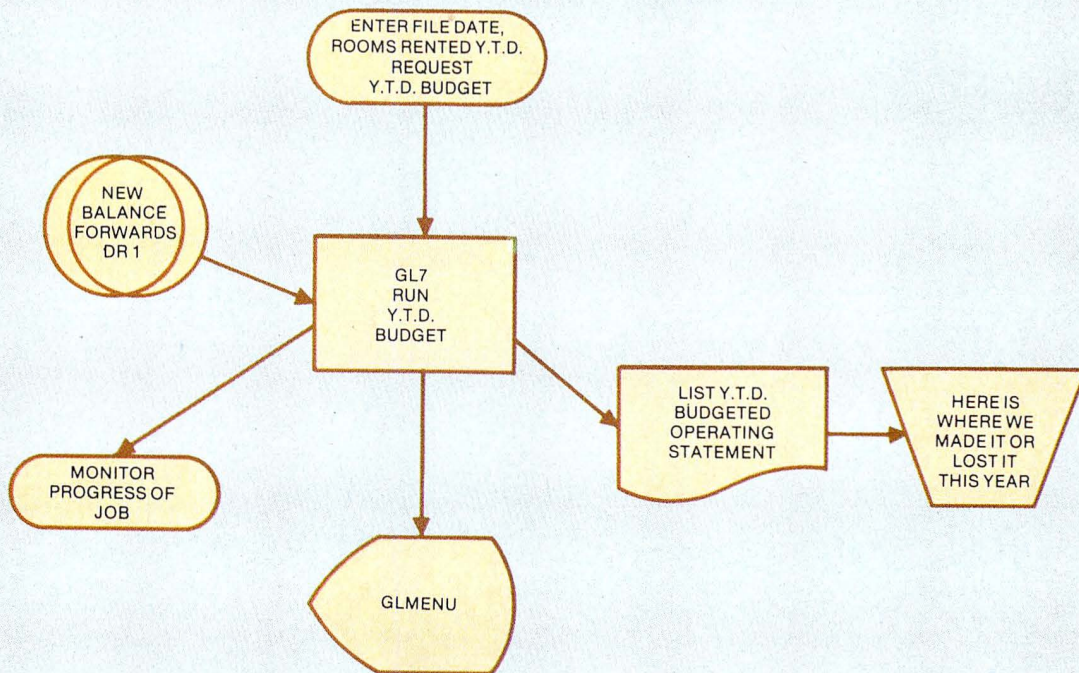 ENTER FILE DATE,
ROOMS RENTED Y.T.D.
REQUEST
Y.T.D. BUDGET
NEW
BALANCE
FORWARDS
DR 1
GL7
RUN
Y.T.D.
BUDGET
LIST Y.T.D.
BUDGETED
OPERATING
STATEMENT
HERE IS
WHERE WE
MADE IT OR
LOST IT
THIS YEAR
MONITOR
PROGRESS OF
JOB
GLMENU